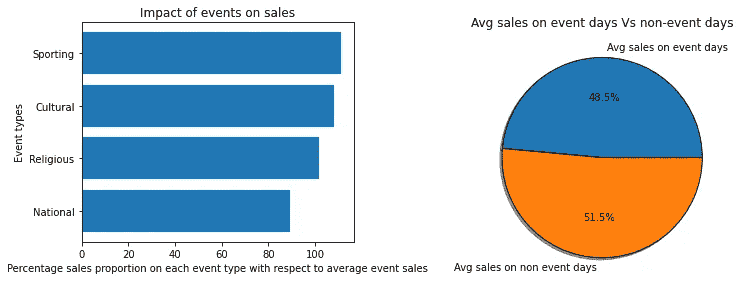 Impact of events on sales
Event types
Sporting
Cultural
Religious
National
0 20 40 60 80 100
Percentage sales proportion on each event type with respect to average event sales
Avg sales on event days Vs non-event days
Avg sales on event days
48.5%
51.5%
Avg sales on non event days